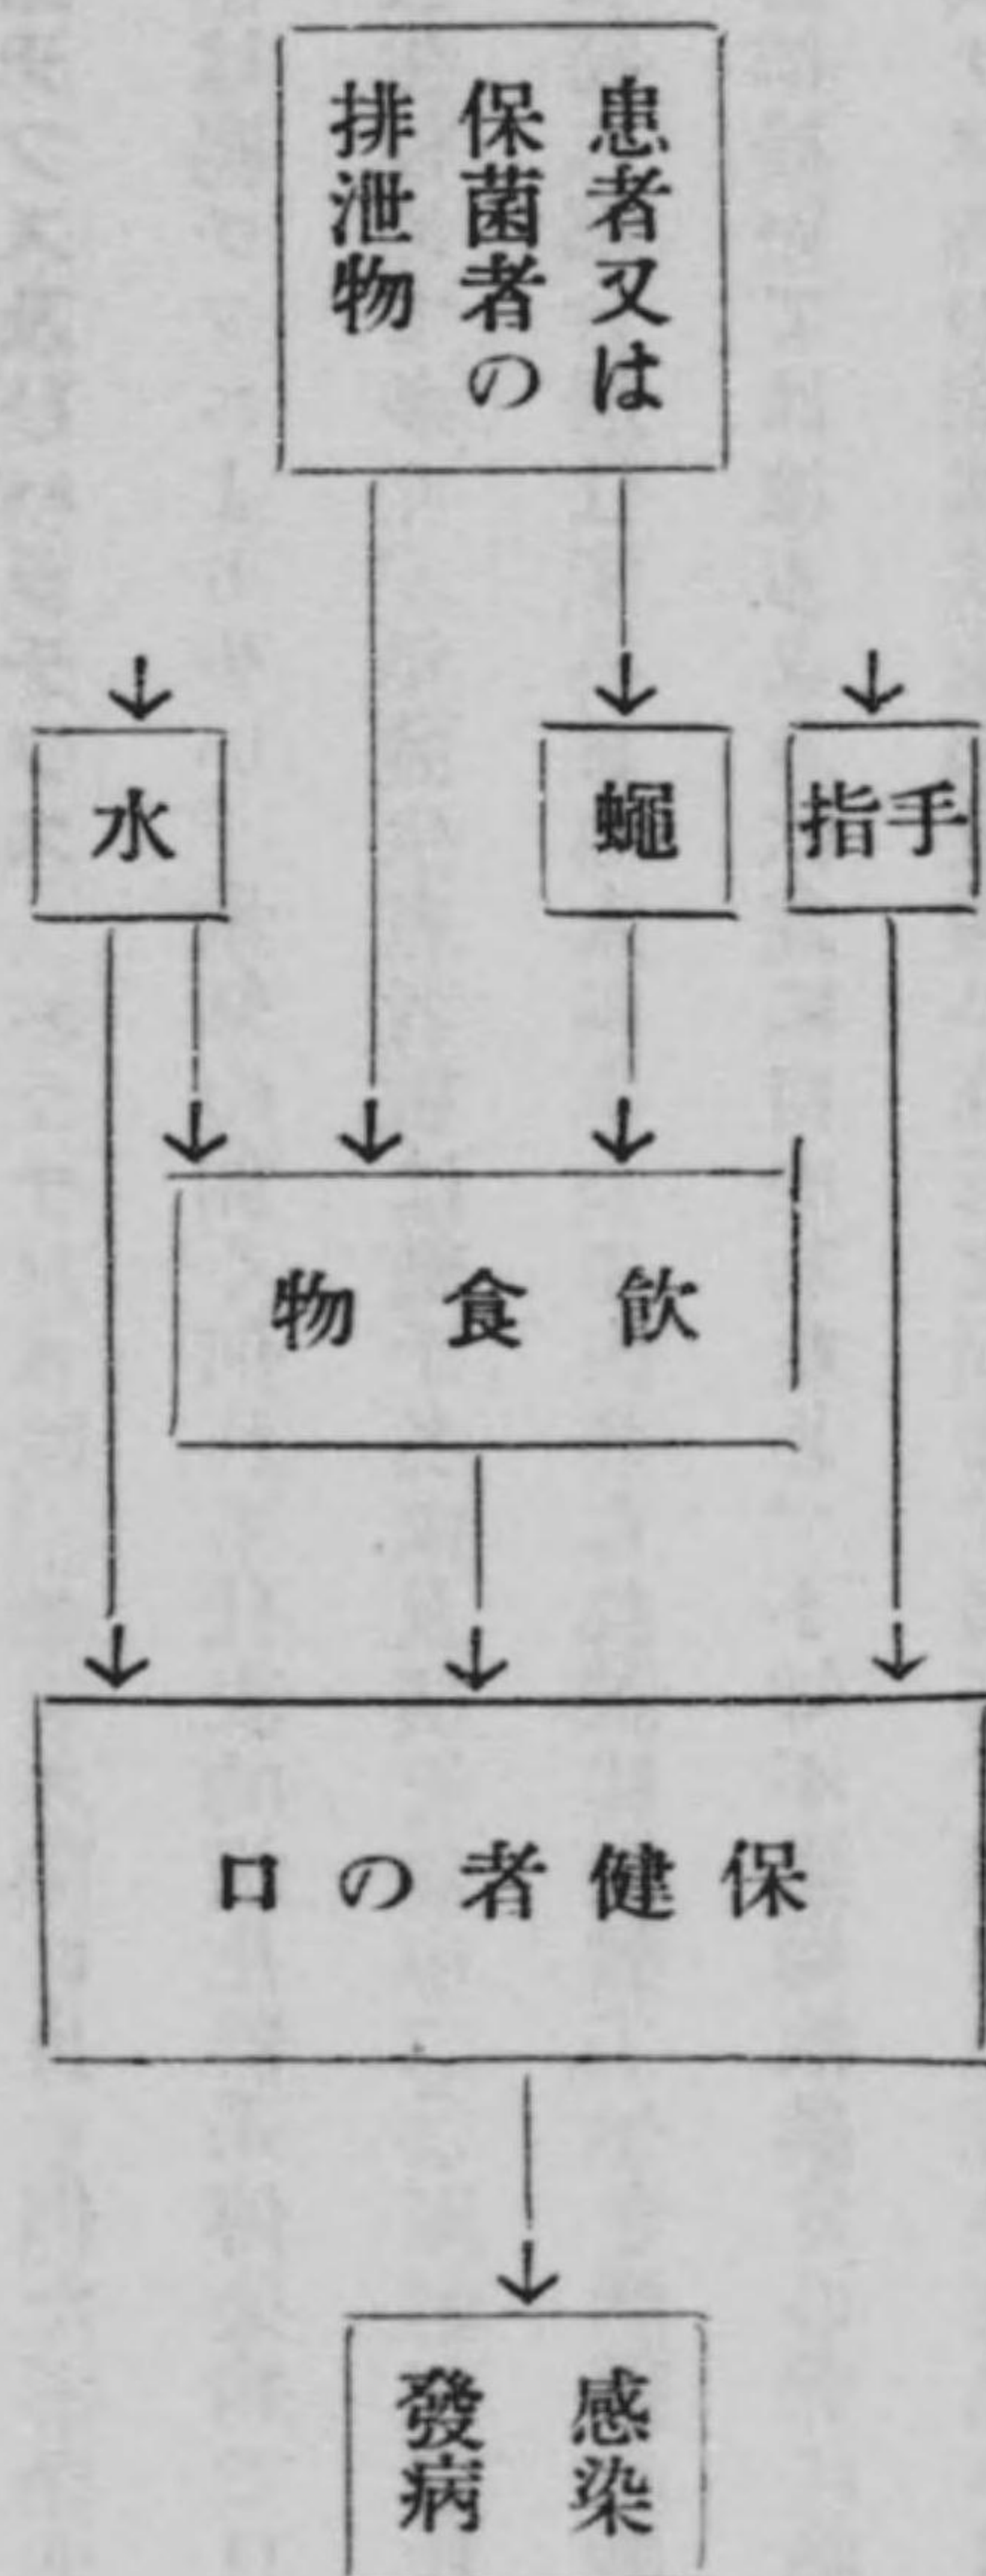 患者又は
保菌者の
排泄物
手指
蠅
水
飲食物
保健者の口
感染
發病